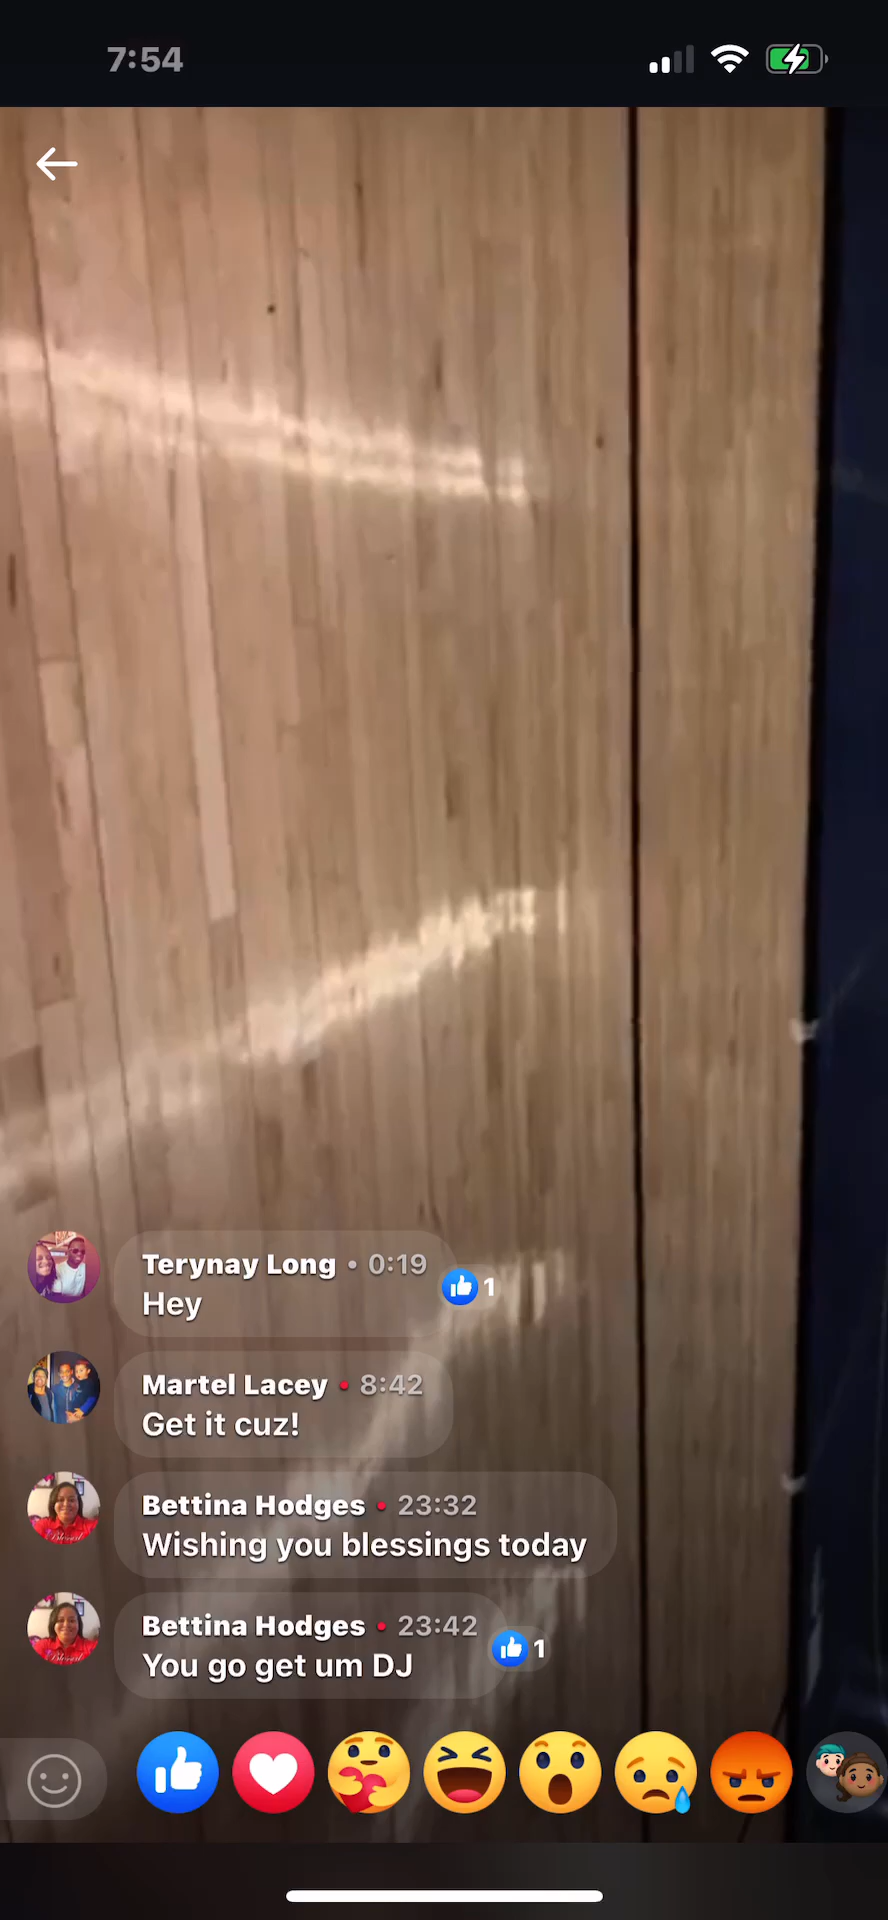 7:54
Terynay Long • 0:19
Hey
1
Martel Lacey • 8:42
Get it cuz!
Bettina Hodges • 23:32
Wishing you blessings today
Bettina Hodges • 23:42
You go get um DJ
1